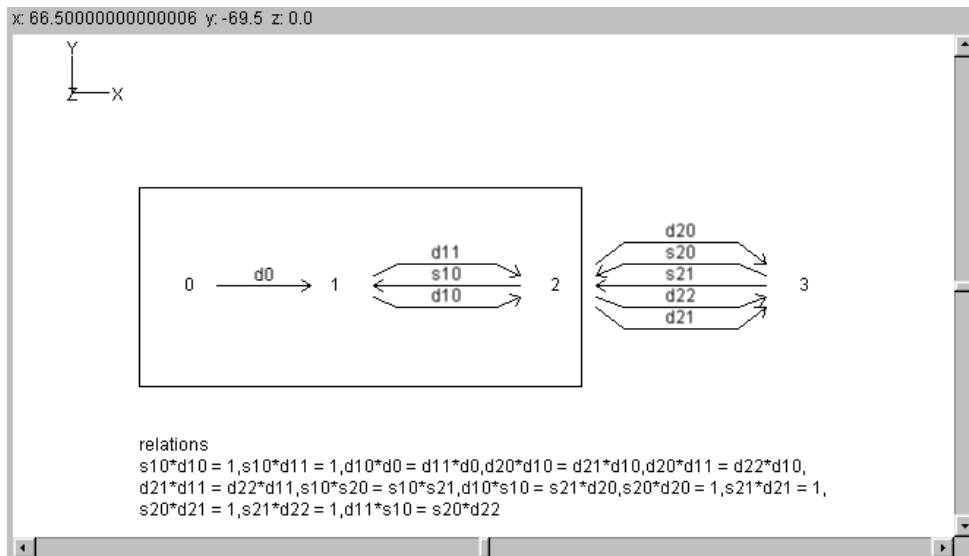 x: 66.50000000000006 y: -69.5 z: 0.0
Y
Z X
d20
d11 s20
0 d0 1 s10 2 s21 3
d10 d22
d21
relations
s10*d10 = 1,s10*d11 = 1,d10*d0 = d11*d0,d20*d10 = d21*d10,d20*d11 = d22*d10,
d21*d11 = d22*d11,s10*s20 = s10*s21,d10*s10 = s21*d20,s20*d20 = 1,s21*d21 = 1,
s20*d21 = 1,s21*d22 = 1,d11*s10 = s20*d22